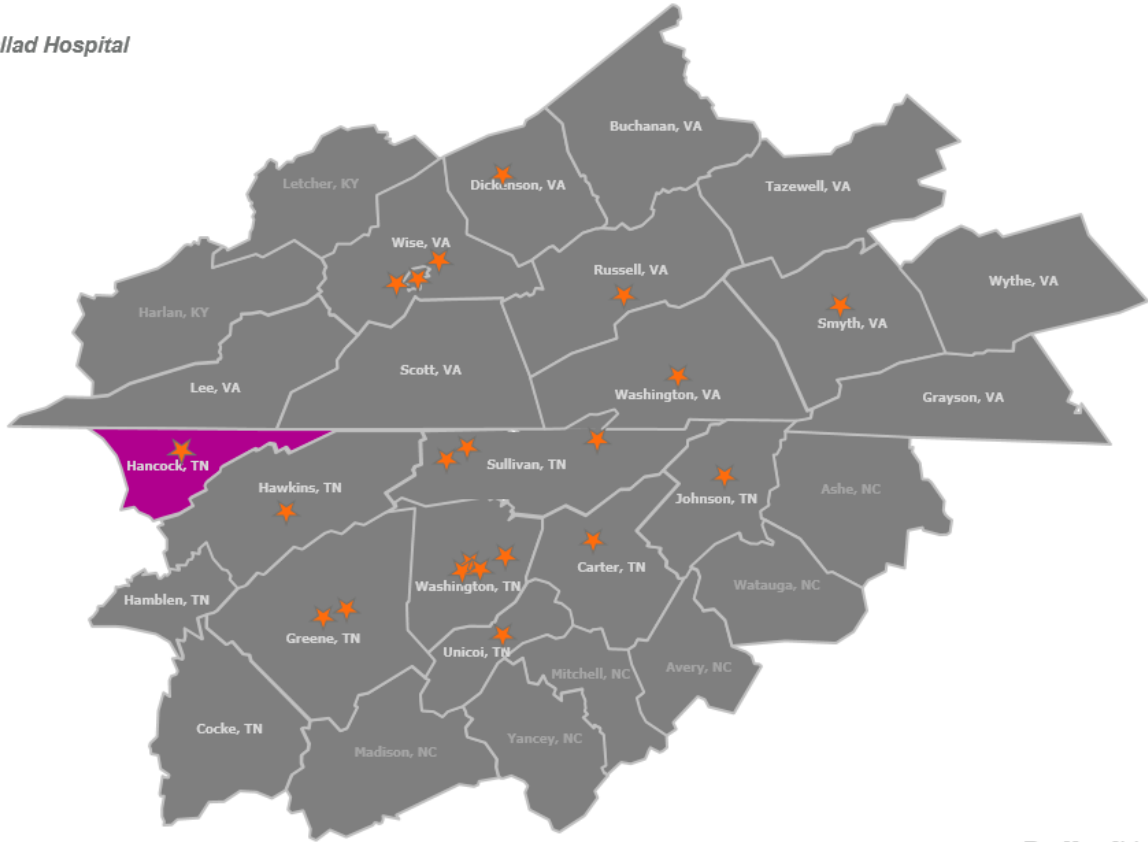 llad Hospital
Buchanan, VA
Letcher, KY
Dickenson, VA
Tazewell, VA
Wise, VA
Russell, VA
Wythe, VA
Harlan, KY
Smyth, VA
Scott, VA
Lee, VA
Washington, VA
Grayson, VA
Hancock, TN
Sullivan, TN
Hawkins, TN
Johnson, TN
Ashe, NC
Carter, TN
Washington, TN
Watauga, NC
Hamblen, TN
Greene, TN
Unicoi, TN
Avery, NC
Mitchell, NC
Cocke, TN
Yancey, NC
Madison, NC